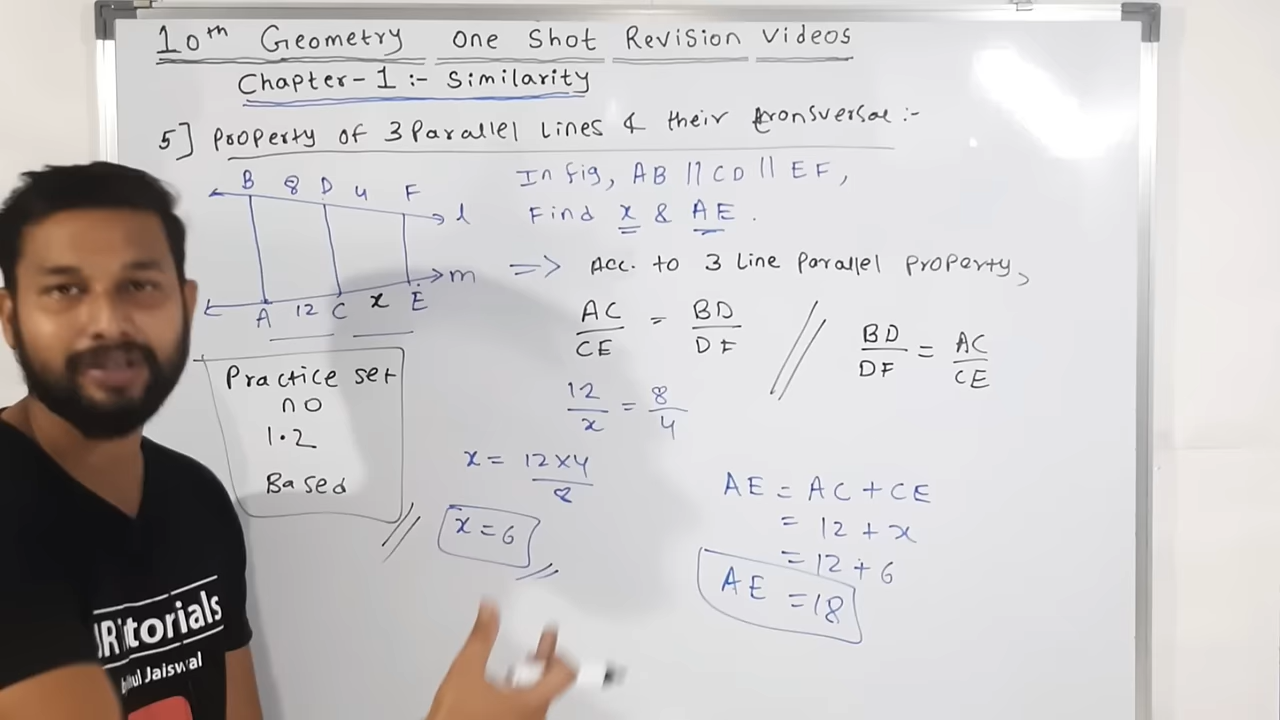 10th Geometry One Shot Revision Videos
Chapter-1 :- Similarity
5] Property of 3 Parallel Lines & their transversal :-
B 8 D 4 F
l
m
A 12 C x E
In fig, AB || CD || EF,
Find x & AE.
=> Acc. to 3 Line Parallel Property,
AC/CE = BD/DF // BD/DF = AC/CE
12/x = 8/4
x = 12×4/8
x = 6
AE = AC + CE
= 12 + x
= 12 + 6
AE = 18
Practice set
no
1.2
Based
torials
Jaiswal